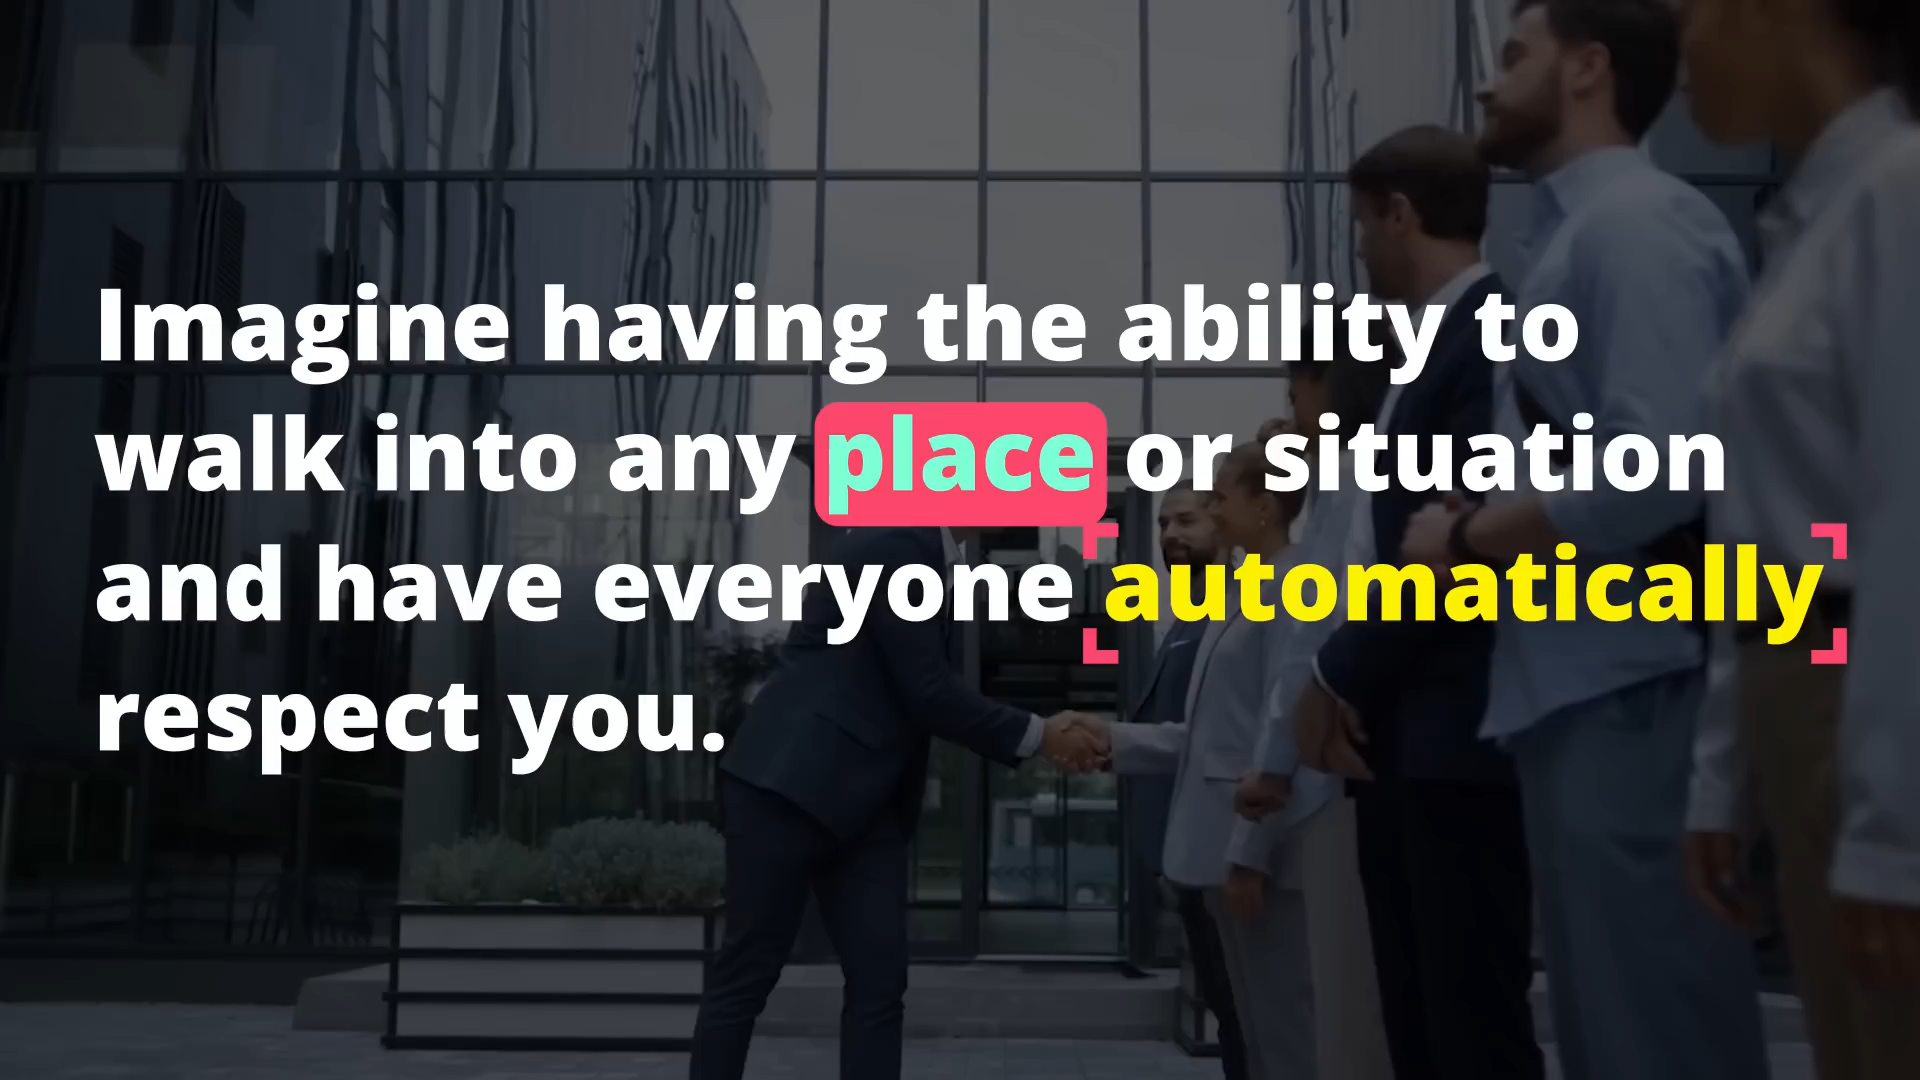 Imagine having the ability to
walk into any place or situation
and have everyone automatically
respect you.